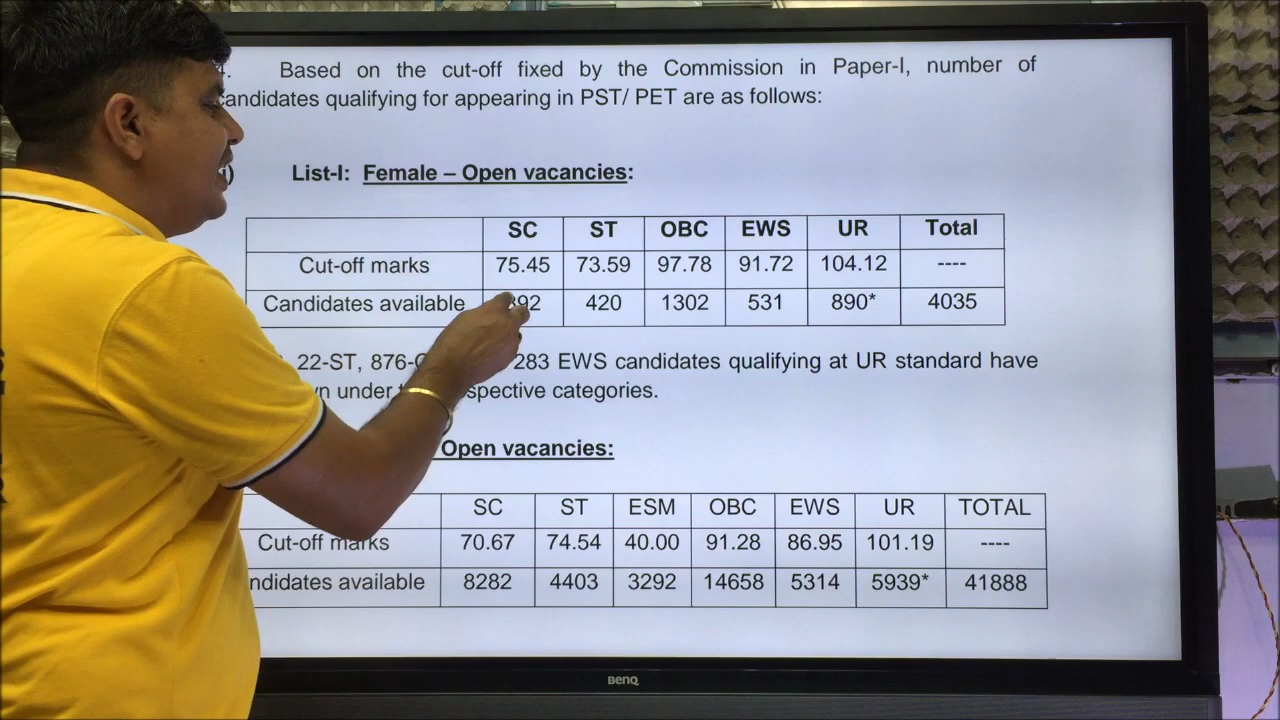 Based on the cut-off fixed by the Commission in Paper-I, number of
candidates qualifying for appearing in PST/ PET are as follows:
List-I: Female – Open vacancies:
SC ST OBC EWS UR Total
Cut-off marks 75.45 73.59 97.78 91.72 104.12 ----
Candidates available 420 1302 531 890* 4035
22-ST, 283 EWS candidates qualifying at UR standard have
under categories.
Open vacancies:
SC ST ESM OBC EWS UR TOTAL
Cut-off marks 70.67 74.54 40.00 91.28 86.95 101.19 ----
available 8282 4403 3292 14658 5314 5939* 41888
BenQ